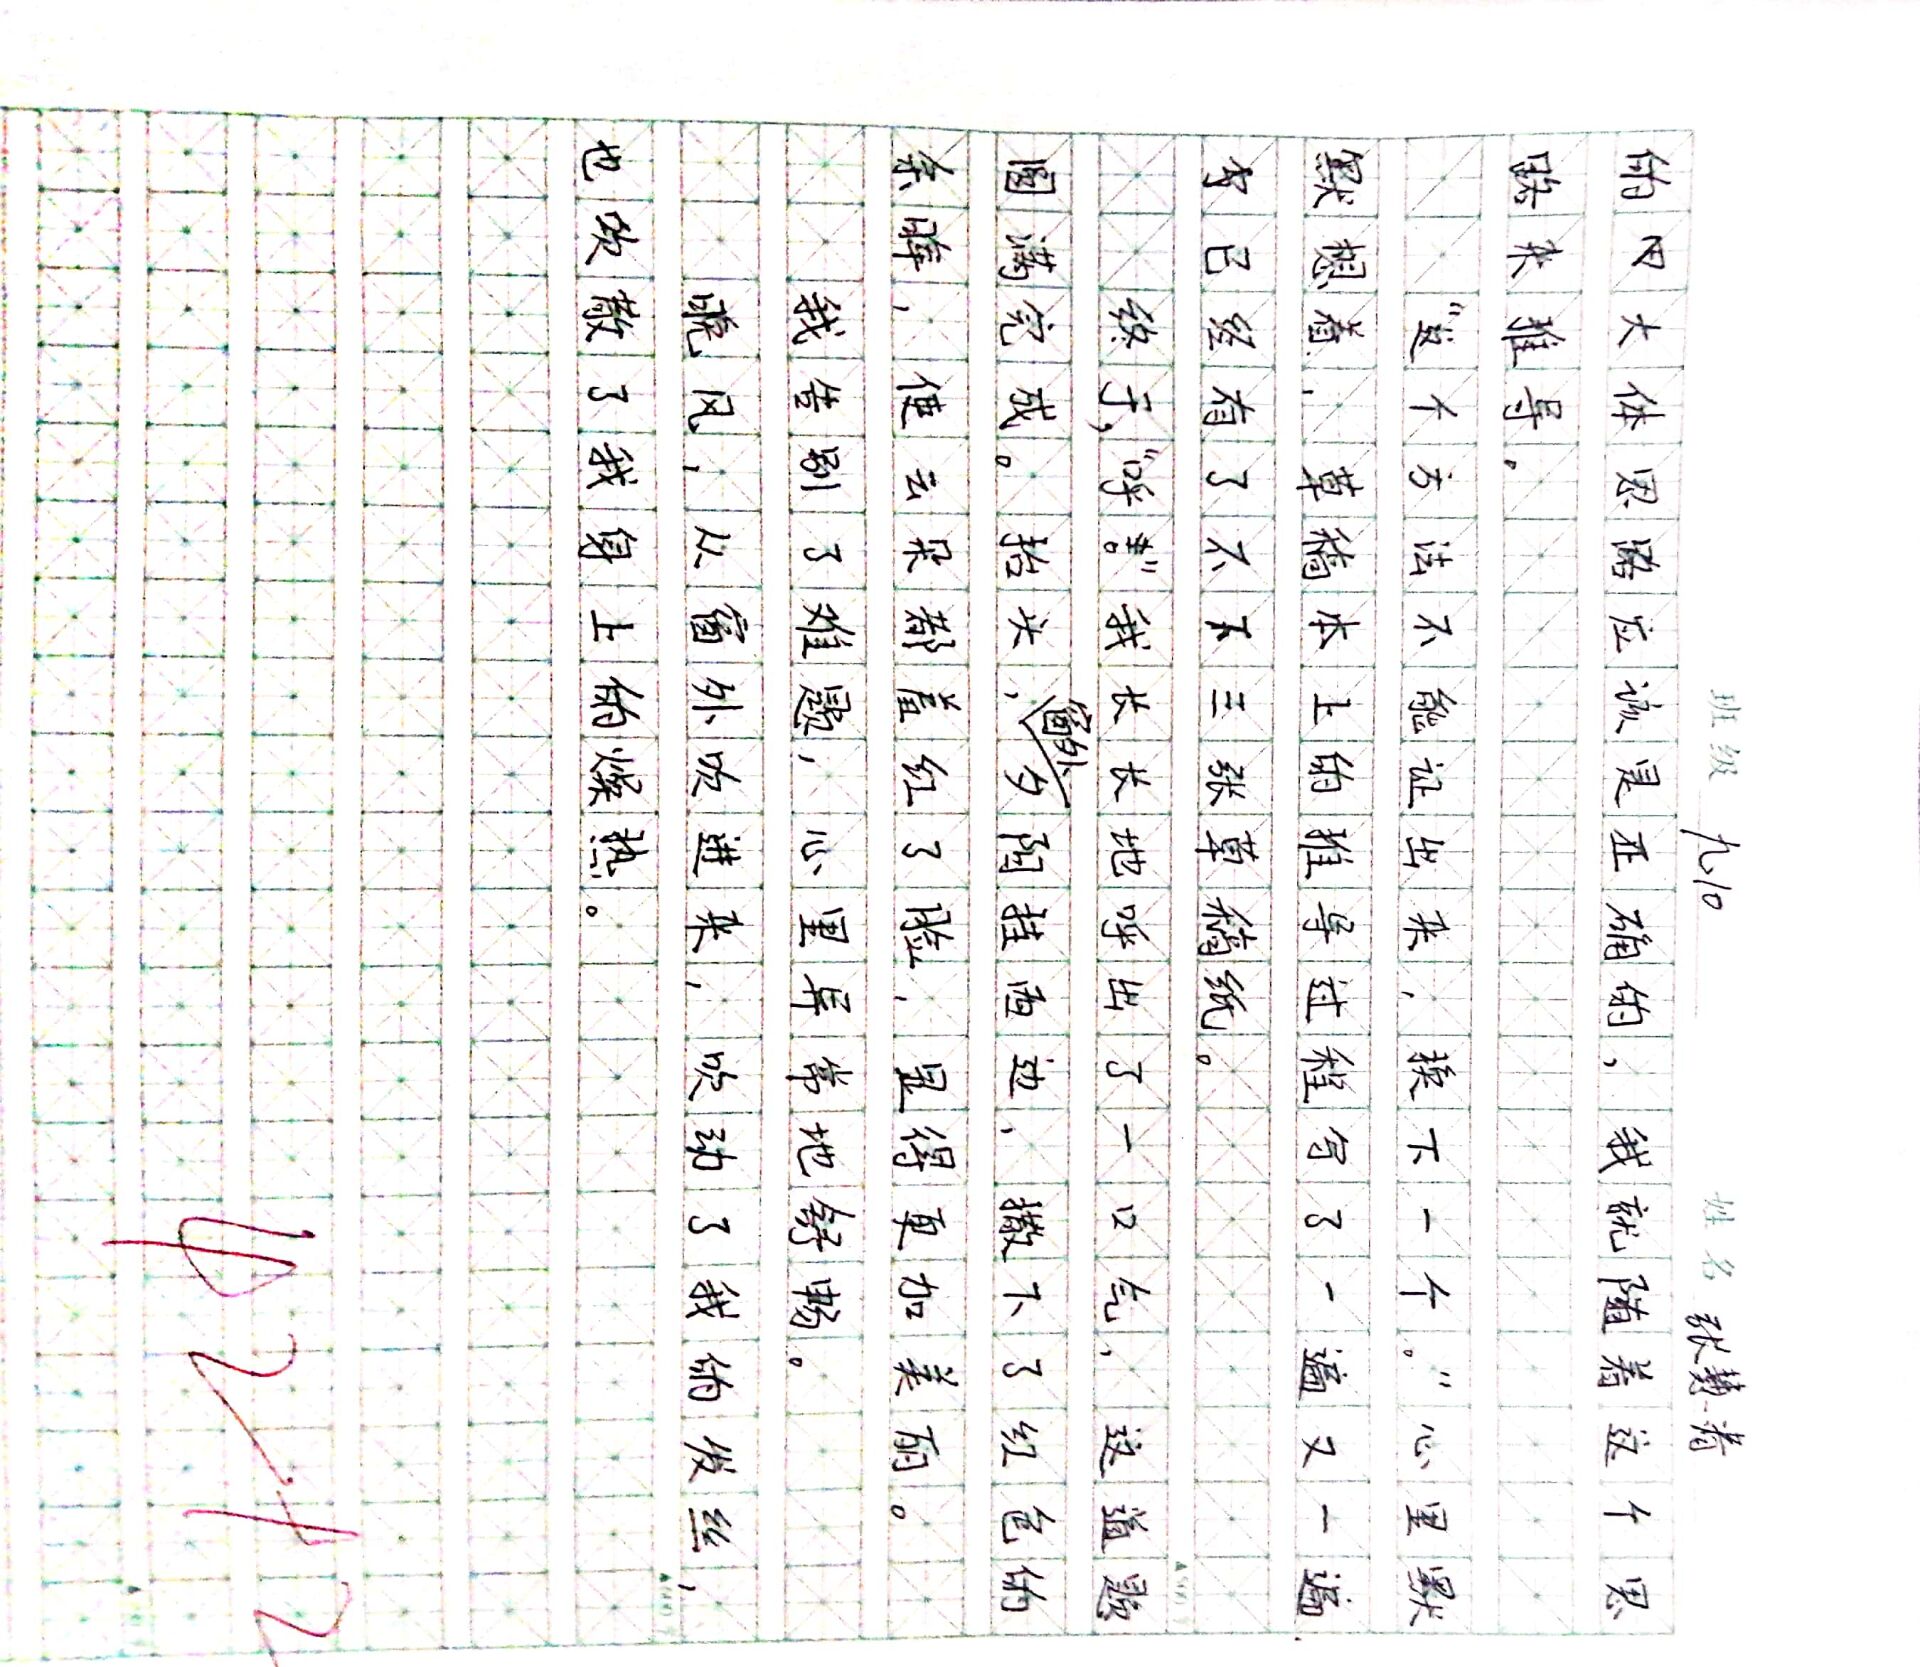 班级 九10 姓名 张慧清
的的大体思路应该是正确的，我就随着这个思
路来推导。
“这个方法不能证出来，换下一个。”心里默
默想着，草稿本上的推导过程写了一遍又一遍
才已经有了不下三张草稿纸。
终于，“呼！”我长长地呼出了一口气，这道题
圆满完成。抬头，窗外夕阳挂西边，撒下了红色的
余晖，使云朵都羞红了脸，显得更加美丽。
我告别了难题，心里异常地舒畅。
晚风，从窗外吹进来，吹动了我的发丝，
也吹散了我身上的燥热。